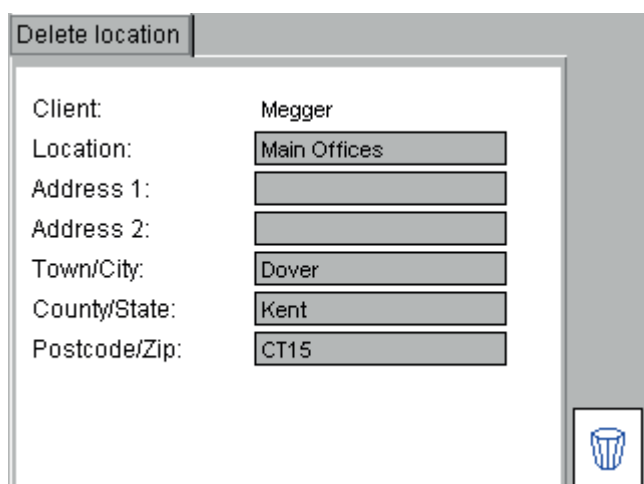 Delete location
Client: Megger
Location: Main Offices
Address 1:
Address 2:
Town/City: Dover
County/State: Kent
Postcode/Zip: CT15